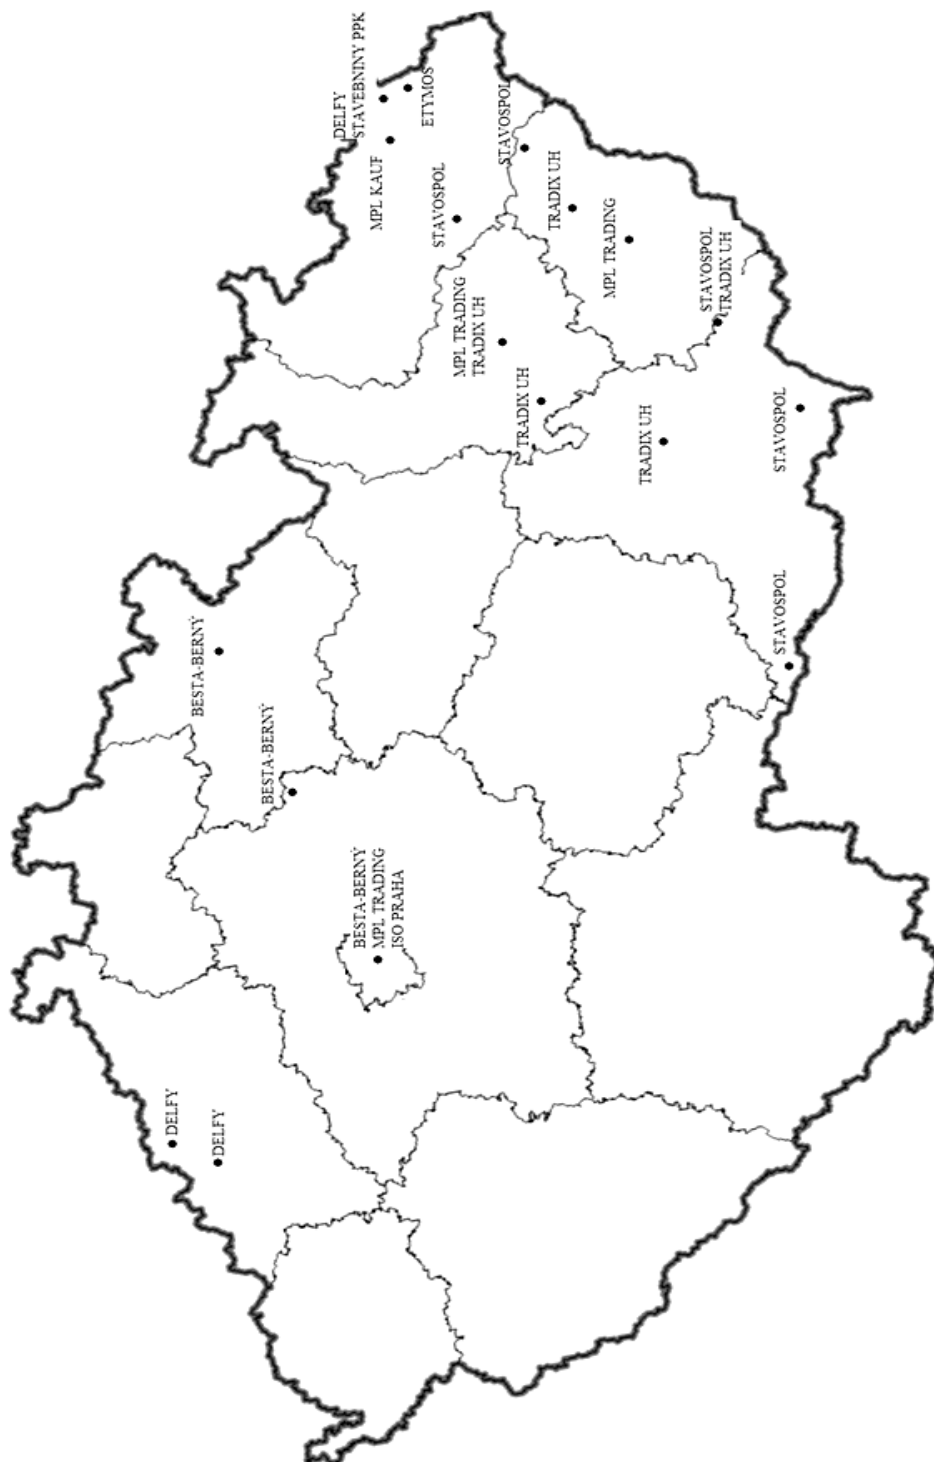 DELFY
BESTA-BERNÝ
DELFY
BESTA-BERNÝ
DELFY
STAVEBNINY PPK
BESTA-BERNÝ
MPL TRADING
ISO PRAHA
MPL KAUF
ETYMOS
STAVOSPOL
MPL TRADING
TRADIX UH
STAVOSPOL
TRADIX UH
TRADIX UH
MPL TRADING
TRADIX UH
STAVOSPOL
TRADIX UH
STAVOSPOL
STAVOSPOL